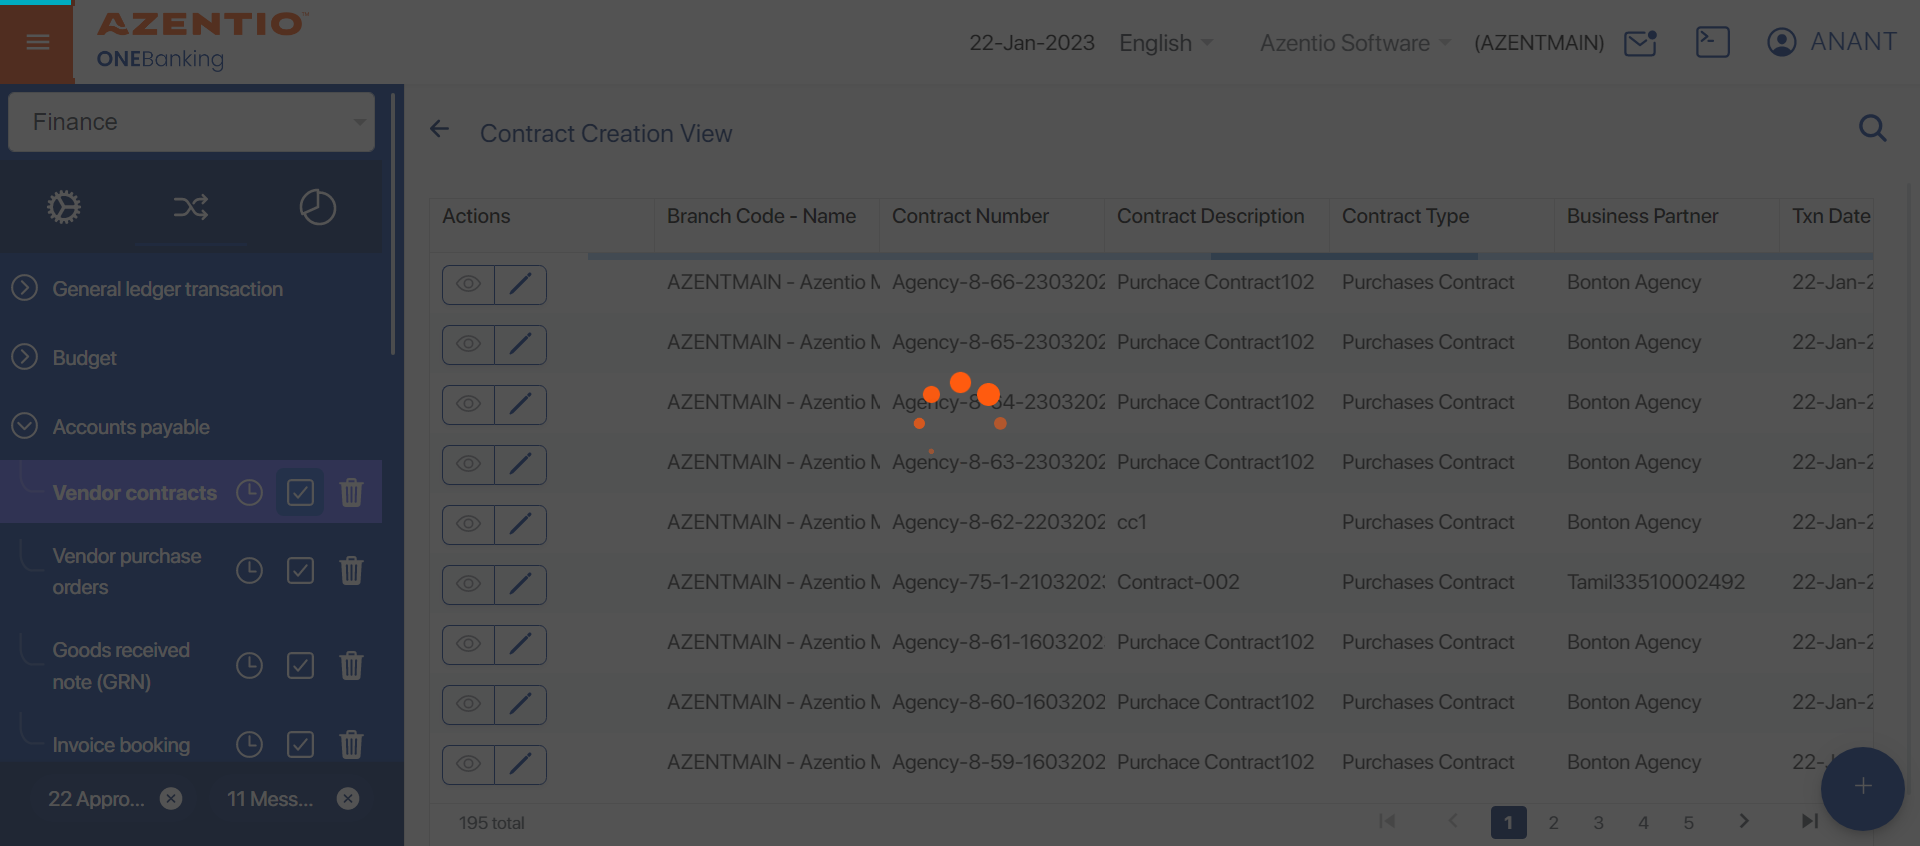 AZENTIO™
ONEBanking
22-Jan-2023 English Azentio Software (AZENTMAIN) ANANT
Finance
General ledger transaction
Budget
Accounts payable
Vendor contracts
Vendor purchase
orders
Goods received
note (GRN)
Invoice booking
22 Appro... 11 Mess...
Contract Creation View
Actions Branch Code - Name Contract Number Contract Description Contract Type Business Partner Txn Date
AZENTMAIN - Azentio M Agency-8-66-2303202 Purchace Contract102 Purchases Contract Bonton Agency 22-Jan-2
AZENTMAIN - Azentio M Agency-8-65-2303202 Purchace Contract102 Purchases Contract Bonton Agency 22-Jan-2
AZENTMAIN - Azentio M Agency-8-64-2303202 Purchace Contract102 Purchases Contract Bonton Agency 22-Jan-2
AZENTMAIN - Azentio M Agency-8-63-2303202 Purchace Contract102 Purchases Contract Bonton Agency 22-Jan-2
AZENTMAIN - Azentio M Agency-8-62-2203202 cc1 Purchases Contract Bonton Agency 22-Jan-2
AZENTMAIN - Azentio M Agency-75-1-2103202 Contract-002 Purchases Contract Tamil33510002492 22-Jan-2
AZENTMAIN - Azentio M Agency-8-61-1603202 Purchace Contract102 Purchases Contract Bonton Agency 22-Jan-2
AZENTMAIN - Azentio M Agency-8-60-1603202 Purchace Contract102 Purchases Contract Bonton Agency 22-Jan-2
AZENTMAIN - Azentio M Agency-8-59-1603202 Purchace Contract102 Purchases Contract Bonton Agency 22-
195 total 1 2 3 4 5